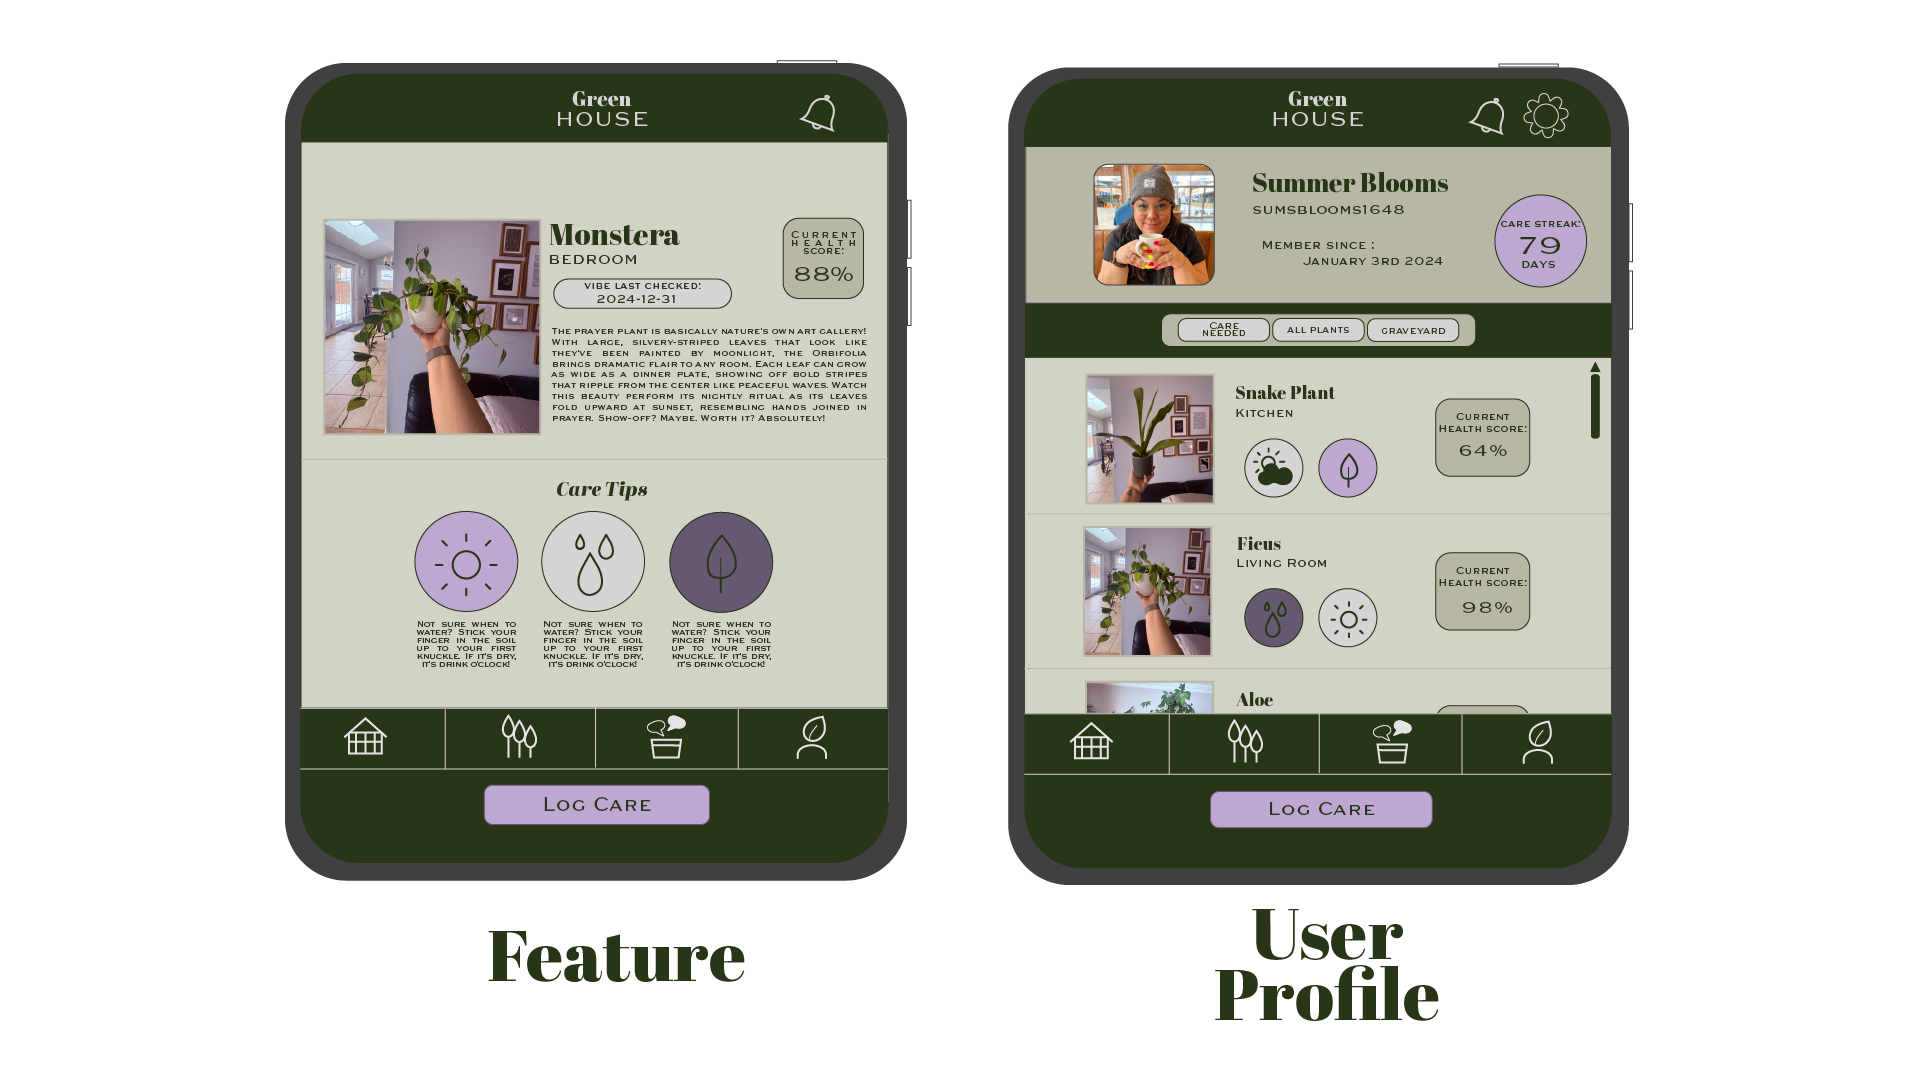 Green
HOUSE
Monstera
BEDROOM
VIBE LAST CHECKED:
2024-12-31
CURRENT
HEALTH
SCORE:
88%
THE PRAYER PLANT IS BASICALLY NATURE'S OWN ART GALLERY!
WITH LARGE, SILVERY-STRIPED LEAVES THAT LOOK LIKE
THEY'VE BEEN PAINTED BY MOONLIGHT, THE ORBIFOLIA
BRINGS DRAMATIC FLAIR TO ANY ROOM. EACH LEAF CAN GROW
AS WIDE AS A DINNER PLATE, SHOWING OFF BOLD STRIPES
THAT RIPPLE FROM THE CENTER LIKE PEACEFUL WAVES. WATCH
THIS BEAUTY PERFORM ITS NIGHTLY RITUAL AS ITS LEAVES
FOLD UPWARD AT SUNSET, RESEMBLING HANDS JOINED IN
PRAYER. SHOW-OFF? MAYBE. WORTH IT? ABSOLUTELY!
Care Tips
NOT SURE WHEN TO
WATER? STICK YOUR
FINGER IN THE SOIL
UP TO YOUR FIRST
KNUCKLE. IF IT'S DRY,
IT'S DRINK O'CLOCK!
NOT SURE WHEN TO
WATER? STICK YOUR
FINGER IN THE SOIL
UP TO YOUR FIRST
KNUCKLE. IF IT'S DRY,
IT'S DRINK O'CLOCK!
NOT SURE WHEN TO
WATER? STICK YOUR
FINGER IN THE SOIL
UP TO YOUR FIRST
KNUCKLE. IF IT'S DRY,
IT'S DRINK O'CLOCK!
LOG CARE
Feature
Green
HOUSE
Summer Blooms
SUMSBLOOMS1648
MEMBER SINCE :
JANUARY 3RD 2024
CARE STREAK:
79
DAYS
CARE
NEEDED
ALL PLANTS
GRAVEYARD
Snake Plant
KITCHEN
CURRENT
HEALTH SCORE:
64%
Ficus
LIVING ROOM
CURRENT
HEALTH SCORE:
98%
Aloe
LOG CARE
User
Profile